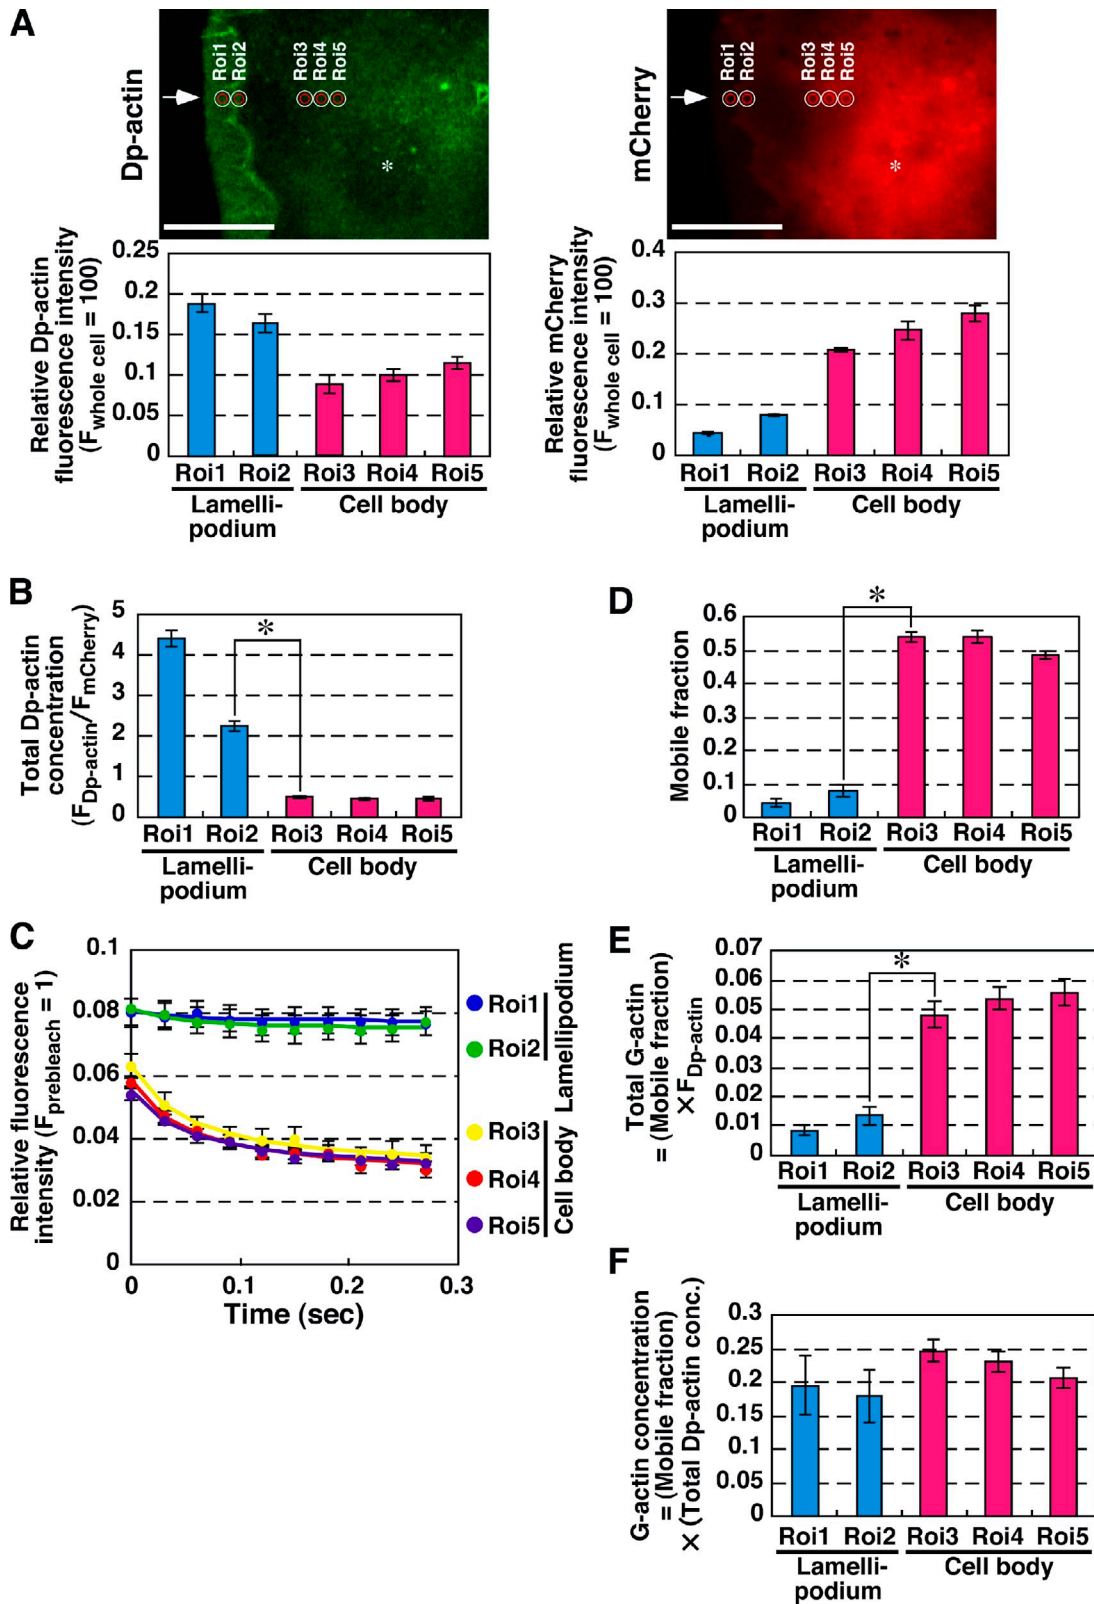 A
Dp-actin
Roi1
Roi2
Roi3
Roi4
Roi5
*
mCherry
Roi1
Roi2
Roi3
Roi4
Roi5
*
Relative Dp-actin
fluorescence intensity
(Fwhole cell = 100)
0.25
0.2
0.15
0.1
0.05
0
Roi1 Roi2 Roi3 Roi4 Roi5
Lamelli-
podium
Cell body
Relative mCherry
fluorescence intensity
(Fwhole cell = 100)
0.4
0.3
0.2
0.1
0
Roi1 Roi2 Roi3 Roi4 Roi5
Lamelli-
podium
Cell body
B
Total Dp-actin
concentration
(FDp-actin/FmCherry)
5
4
3
2
1
0
*
Roi1 Roi2 Roi3 Roi4 Roi5
Lamelli-
podium
Cell body
C
Relative fluorescence
intensity (Fprebleach = 1)
0.1
0.08
0.06
0.04
0.02
0
0 0.1 0.2 0.3
Time (sec)
Roi1
Roi2
Lamellipodium
Roi3
Roi4
Roi5
Cell body
D
Mobile fraction
0.6
0.5
0.4
0.3
0.2
0.1
0
*
Roi1 Roi2 Roi3 Roi4 Roi5
Lamelli-
podium
Cell body
E
Total G-actin
= (Mobile fraction)
× FDp-actin
0.07
0.06
0.05
0.04
0.03
0.02
0.01
0
*
Roi1 Roi2 Roi3 Roi4 Roi5
Lamelli-
podium
Cell body
F
G-actin concentration
= (Mobile fraction)
× (Total Dp-actin conc.)
0.3
0.25
0.2
0.15
0.1
0.05
0
Roi1 Roi2 Roi3 Roi4 Roi5
Lamelli-
podium
Cell body